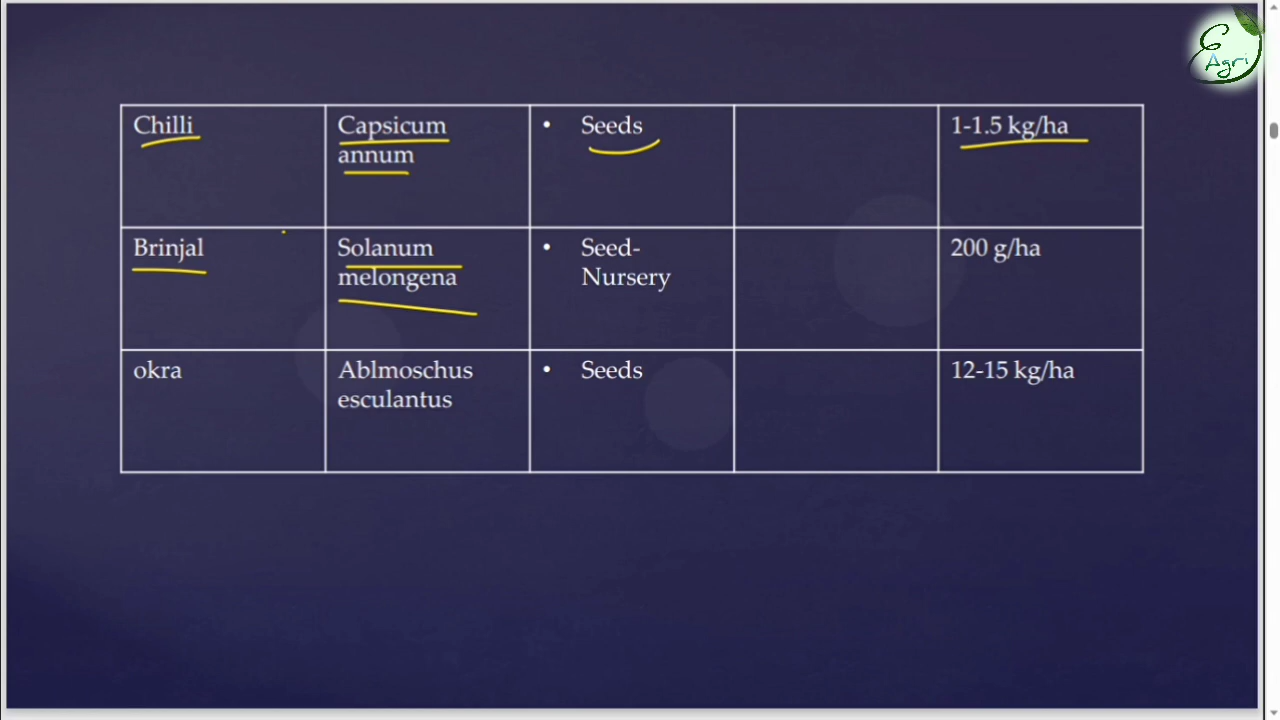 E
Agri
Chilli
Capsicum
annum
• Seeds
1-1.5 kg/ha
Brinjal
Solanum
melongena
• Seed-
Nursery
200 g/ha
okra
Ablmoschus
esculantus
• Seeds
12-15 kg/ha